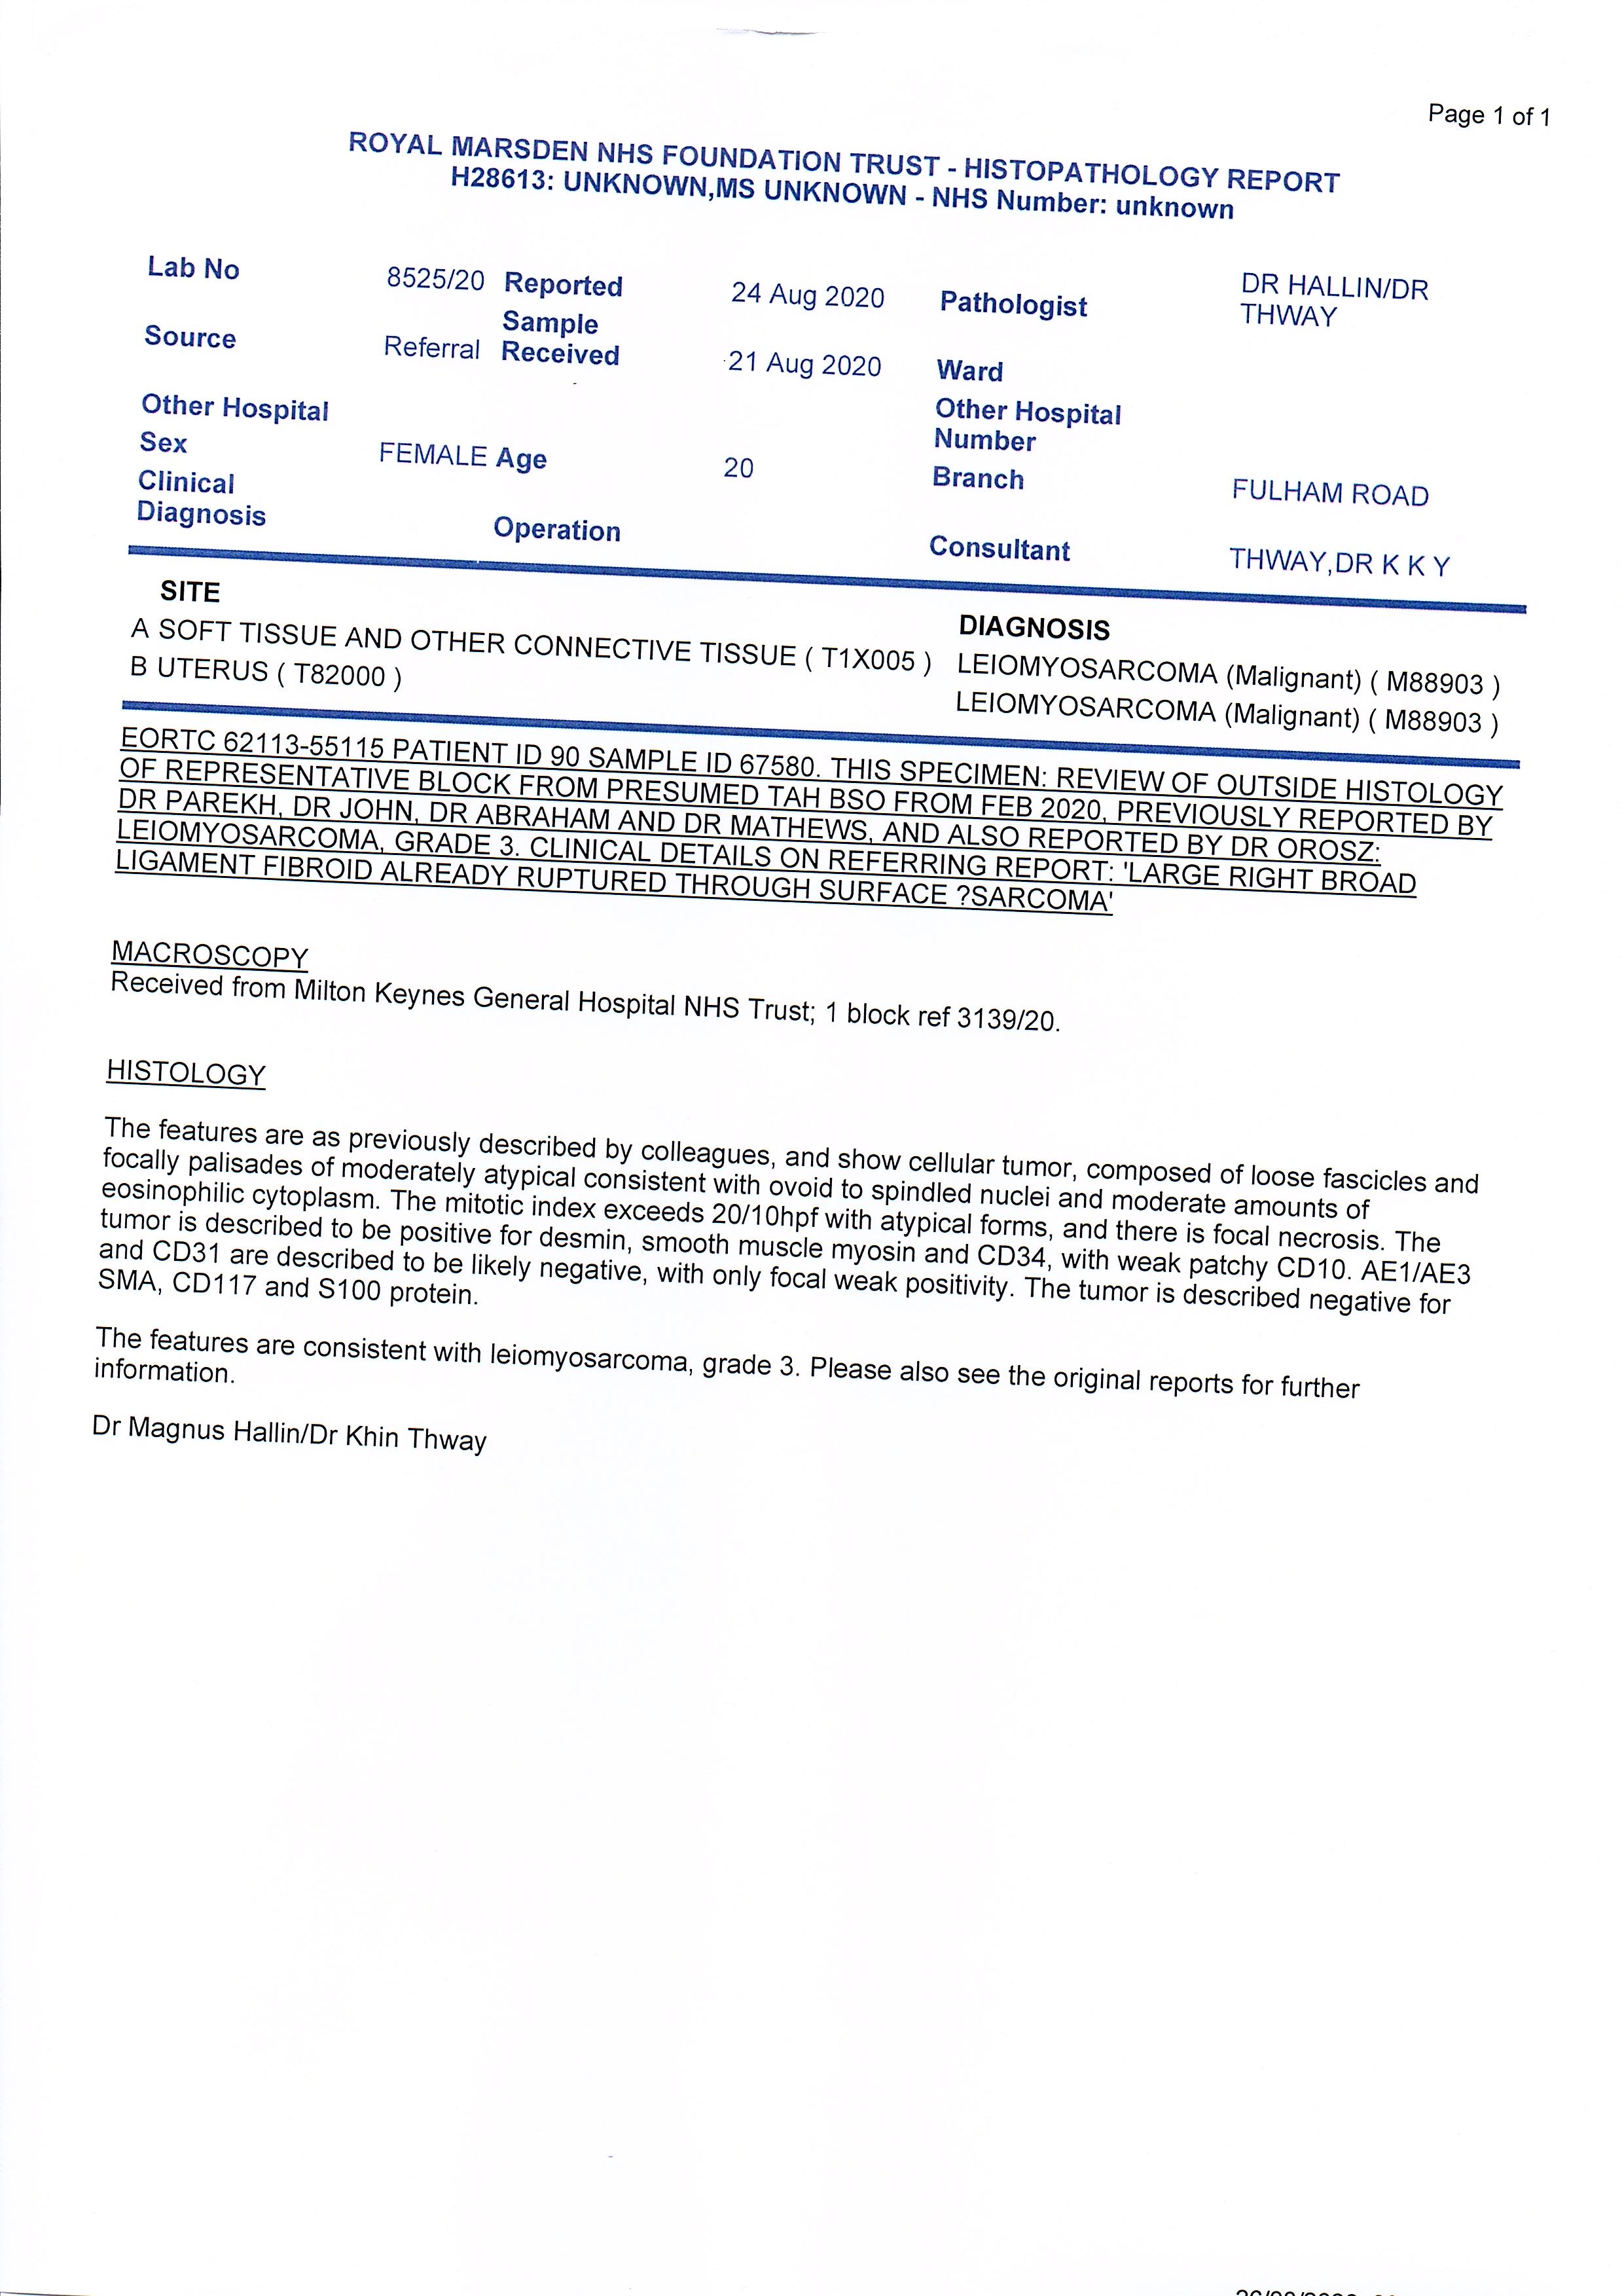 Page 1 of 1
ROYAL MARSDEN NHS FOUNDATION TRUST - HISTOPATHOLOGY REPORT
H28613: UNKNOWN,MS UNKNOWN - NHS Number: unknown
Lab No 8525/20 Reported 24 Aug 2020 Pathologist DR HALLIN/DR THWAY
Source Referral Sample Received 21 Aug 2020 Ward
Other Hospital Other Hospital Number
Sex FEMALE Age 20 Branch FULHAM ROAD
Clinical Diagnosis Operation Consultant THWAY,DR K K Y
SITE DIAGNOSIS
A SOFT TISSUE AND OTHER CONNECTIVE TISSUE ( T1X005 ) LEIOMYOSARCOMA (Malignant) ( M88903 )
B UTERUS ( T82000 ) LEIOMYOSARCOMA (Malignant) ( M88903 )
EORTC 62113-55115 PATIENT ID 90 SAMPLE ID 67580. THIS SPECIMEN: REVIEW OF OUTSIDE HISTOLOGY
OF REPRESENTATIVE BLOCK FROM PRESUMED TAH BSO FROM FEB 2020, PREVIOUSLY REPORTED BY
DR PAREKH, DR JOHN, DR ABRAHAM AND DR MATHEWS, AND ALSO REPORTED BY DR OROSZ:
LEIOMYOSARCOMA, GRADE 3. CLINICAL DETAILS ON REFERRING REPORT: 'LARGE RIGHT BROAD
LIGAMENT FIBROID ALREADY RUPTURED THROUGH SURFACE ?SARCOMA'
MACROSCOPY
Received from Milton Keynes General Hospital NHS Trust; 1 block ref 3139/20.
HISTOLOGY
The features are as previously described by colleagues, and show cellular tumor, composed of loose fascicles and
focally palisades of moderately atypical consistent with ovoid to spindled nuclei and moderate amounts of
eosinophilic cytoplasm. The mitotic index exceeds 20/10hpf with atypical forms, and there is focal necrosis. The
tumor is described to be positive for desmin, smooth muscle myosin and CD34, with weak patchy CD10. AE1/AE3
and CD31 are described to be likely negative, with only focal weak positivity. The tumor is described negative for
SMA, CD117 and S100 protein.
The features are consistent with leiomyosarcoma, grade 3. Please also see the original reports for further
information.
Dr Magnus Hallin/Dr Khin Thway